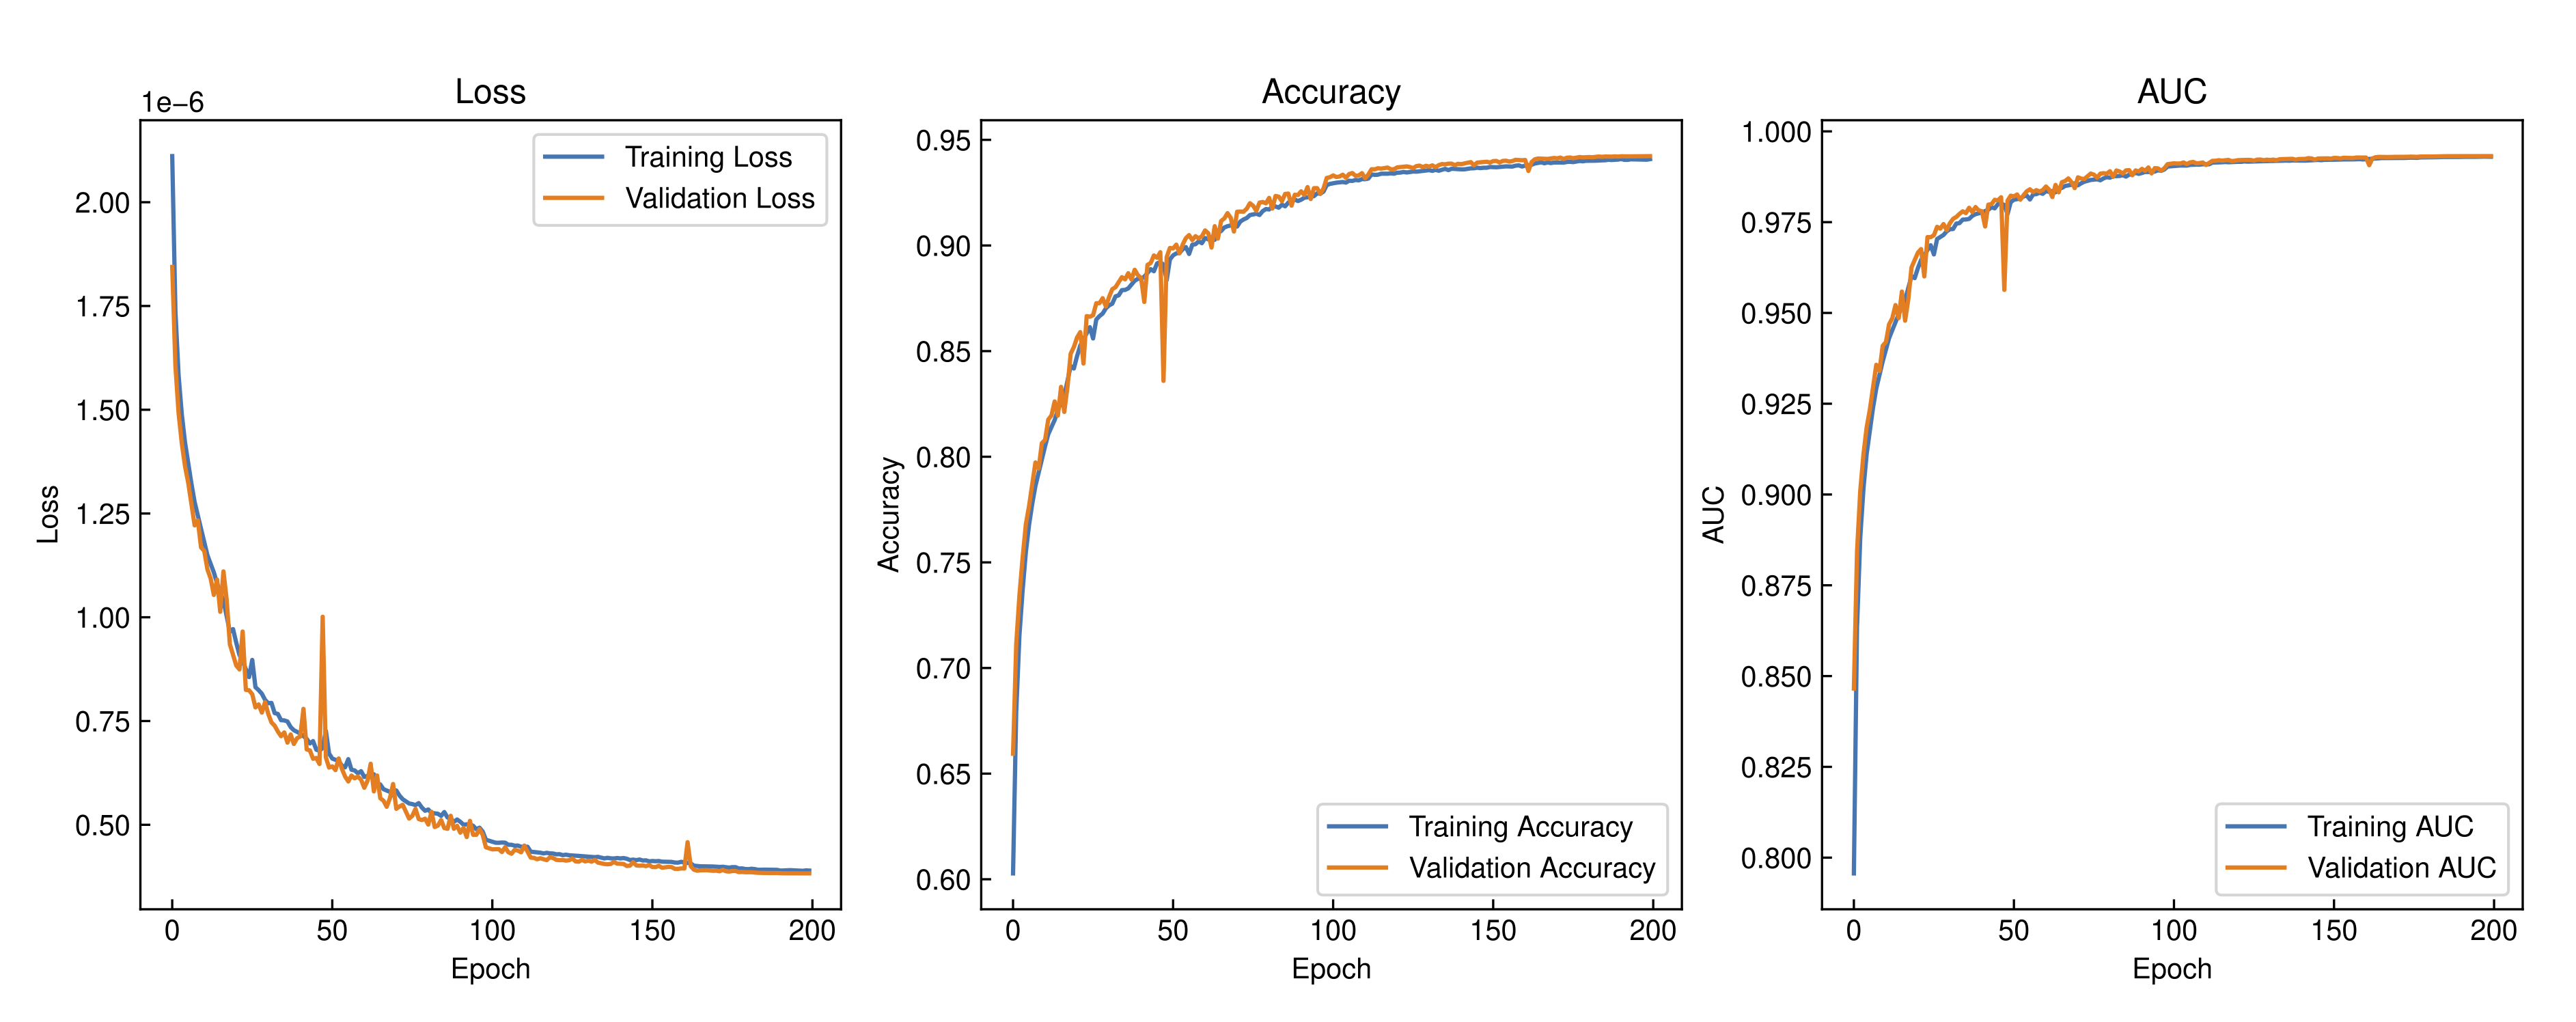 Loss
1e−6
2.00
1.75
1.50
1.25
1.00
0.75
0.50
Loss
0
50
100
150
200
Epoch
Training Loss
Validation Loss
Accuracy
0.95
0.90
0.85
0.80
0.75
0.70
0.65
0.60
Accuracy
0
50
100
150
200
Epoch
Training Accuracy
Validation Accuracy
AUC
1.000
0.975
0.950
0.925
0.900
0.875
0.850
0.825
0.800
AUC
0
50
100
150
200
Epoch
Training AUC
Validation AUC